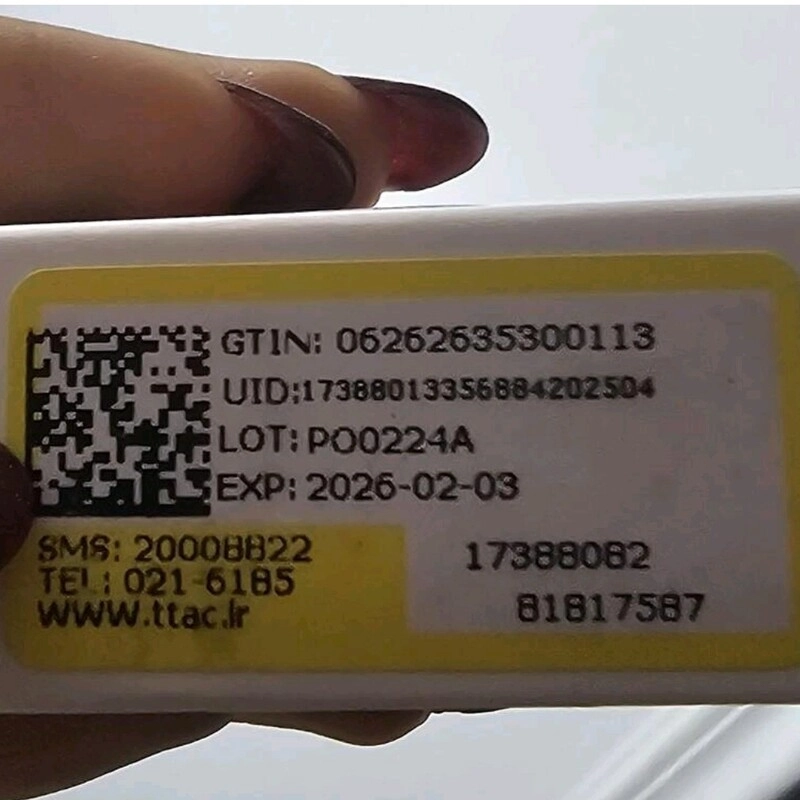 GTIN: 06262635300113
UID:17388013356884202504
LOT: PO0224A
EXP: 2026-02-03
SMS: 20008822
TEL: 021-6185
WWW.ttac.ir
17388082
81817587